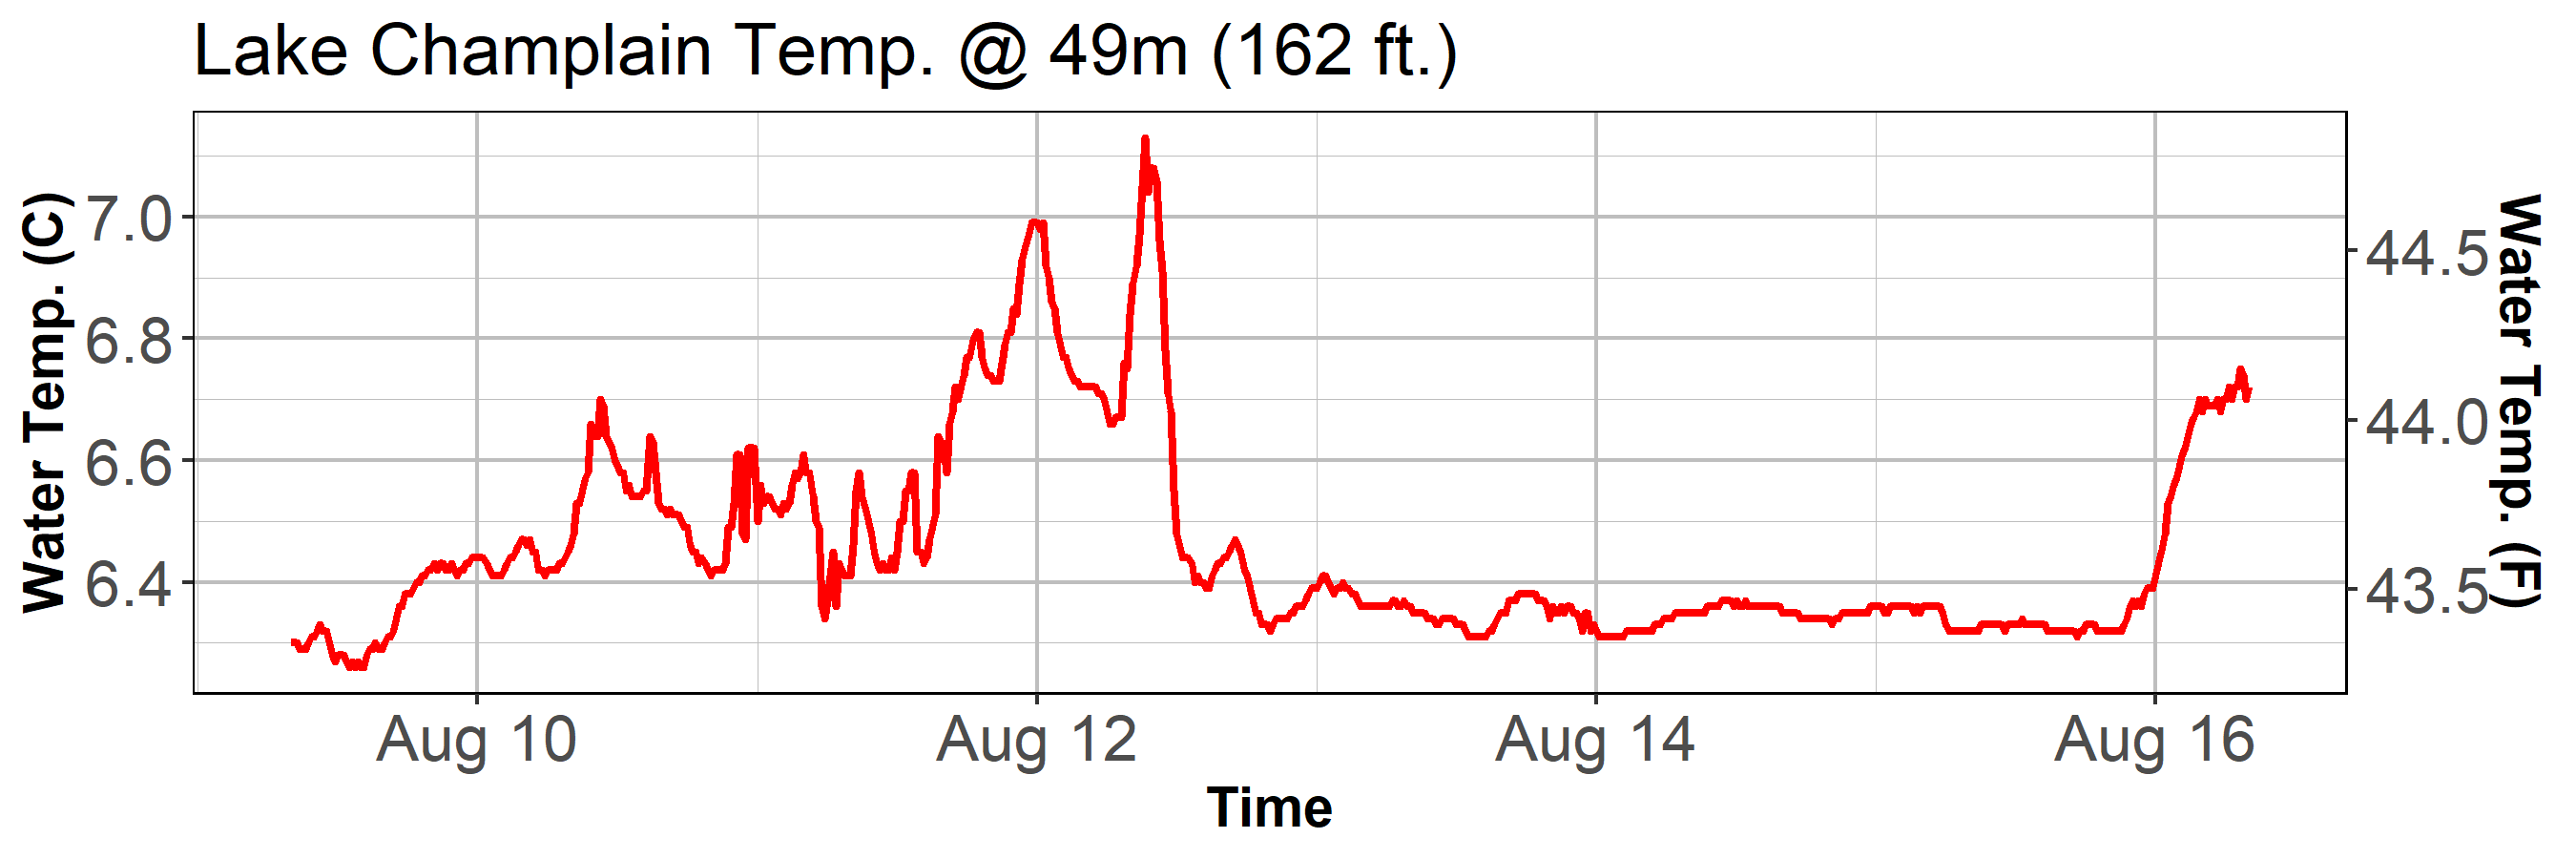 Lake Champlain Temp. @ 49m (162 ft.)
Water Temp. (C)
7.0
6.8
6.6
6.4
44.5
44.0
43.5
Water Temp. (F)
Aug 10 Aug 12 Aug 14 Aug 16
Time